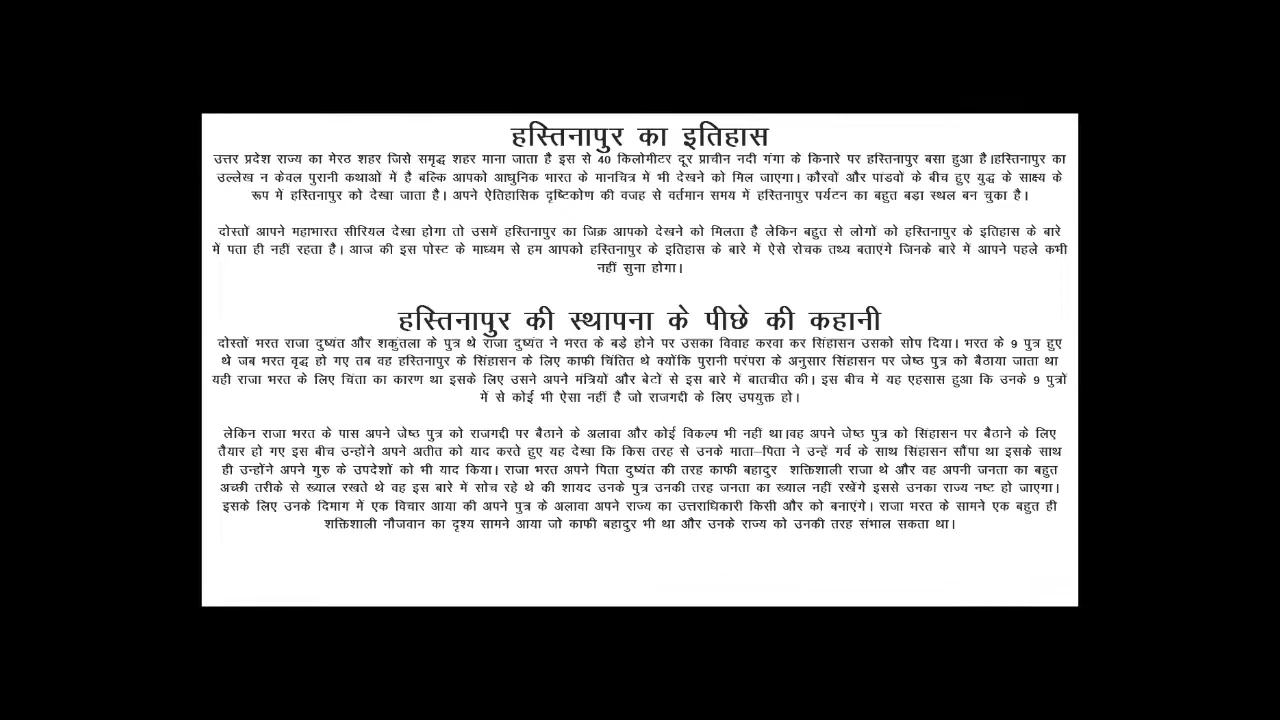 हस्तिनापुर का इतिहास
उत्तर प्रदेश राज्य का मेरठ शहर जिसे समृद्ध शहर माना जाता है इस से 40 किलोमीटर दूर प्राचीन नदी गंगा के किनारे पर हस्तिनापुर बसा हुआ है।हस्तिनापुर का
उल्लेख न केवल पुरानी कथाओं में है बल्कि आपको आधुनिक भारत के मानचित्र में भी देखने को मिल जाएगा। कौरवों और पांडवों के बीच हुए युद्ध के साक्ष्य के
रूप में हस्तिनापुर को देखा जाता है। अपने ऐतिहासिक दृष्टिकोण की वजह से वर्तमान समय में हस्तिनापुर पर्यटन का बहुत बड़ा स्थल बन चुका है।
दोस्तों आपने महाभारत सीरियल देखा होगा तो उसमें हस्तिनापुर का जिक्र आपको देखने को मिलता है लेकिन बहुत से लोगों को हस्तिनापुर के इतिहास के बारे
में पता ही नहीं रहता है। आज की इस पोस्ट के माध्यम से हम आपको हस्तिनापुर के इतिहास के बारे में ऐसे रोचक तथ्य बताएंगे जिनके बारे में आपने पहले कभी
नहीं सुना होगा।
हस्तिनापुर की स्थापना के पीछे की कहानी
दोस्तों भरत राजा दुष्यंत और शकुंतला के पुत्र थे राजा दुष्यंत ने भरत के बड़े होने पर उसका विवाह करवा कर सिंहासन उसको सोप दिया। भरत के 9 पुत्र हुए
थे जब भरत वृद्ध हो गए तब वह हस्तिनापुर के सिंहासन के लिए काफी चिंतित थे क्योंकि पुरानी परंपरा के अनुसार सिंहासन पर जेष्ठ पुत्र को बैठाया जाता था
यही राजा भरत के लिए चिंता का कारण था इसके लिए उसने अपने मंत्रियों और बेटों से इस बारे में बातचीत की। इस बीच में यह एहसास हुआ कि उनके 9 पुत्रों
में से कोई भी ऐसा नहीं है जो राजगद्दी के लिए उपयुक्त हो।
लेकिन राजा भरत के पास अपने जेष्ठ पुत्र को राजगद्दी पर बैठाने के अलावा और कोई विकल्प भी नहीं था।वह अपने जेष्ठ पुत्र को सिंहासन पर बैठाने के लिए
तैयार हो गए इस बीच उन्होंने अपने अतीत को याद करते हुए यह देखा कि किस तरह से उनके माता–पिता ने उन्हें गर्व के साथ सिंहासन सौंपा था इसके साथ
ही उन्होंने अपने गुरु के उपदेशों को भी याद किया। राजा भरत अपने पिता दुष्यंत की तरह काफी बहादुर शक्तिशाली राजा थे और वह अपनी जनता का बहुत
अच्छी तरीके से ख्याल रखते थे वह इस बारे में सोच रहे थे की शायद उनके पुत्र उनकी तरह जनता का ख्याल नहीं रखेंगे इससे उनका राज्य नष्ट हो जाएगा।
इसके लिए उनके दिमाग में एक विचार आया की अपने पुत्र के अलावा अपने राज्य का उत्तराधिकारी किसी और को बनाएंगे। राजा भरत के सामने एक बहुत ही
शक्तिशाली नौजवान का दृश्य सामने आया जो काफी बहादुर भी था और उनके राज्य को उनकी तरह संभाल सकता था।